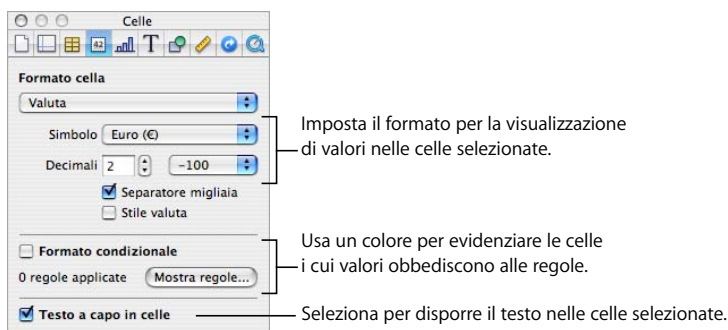 Celle
42
T
Formato cella
Valuta
Simbolo Euro (€)
Decimali 2 -100
Separatore migliaia
Stile valuta
Imposta il formato per la visualizzazione
di valori nelle celle selezionate.
Formato condizionale
0 regole applicate Mostra regole...
Usa un colore per evidenziare le celle
i cui valori obbediscono alle regole.
Testo a capo in celle
Seleziona per disporre il testo nelle celle selezionate.